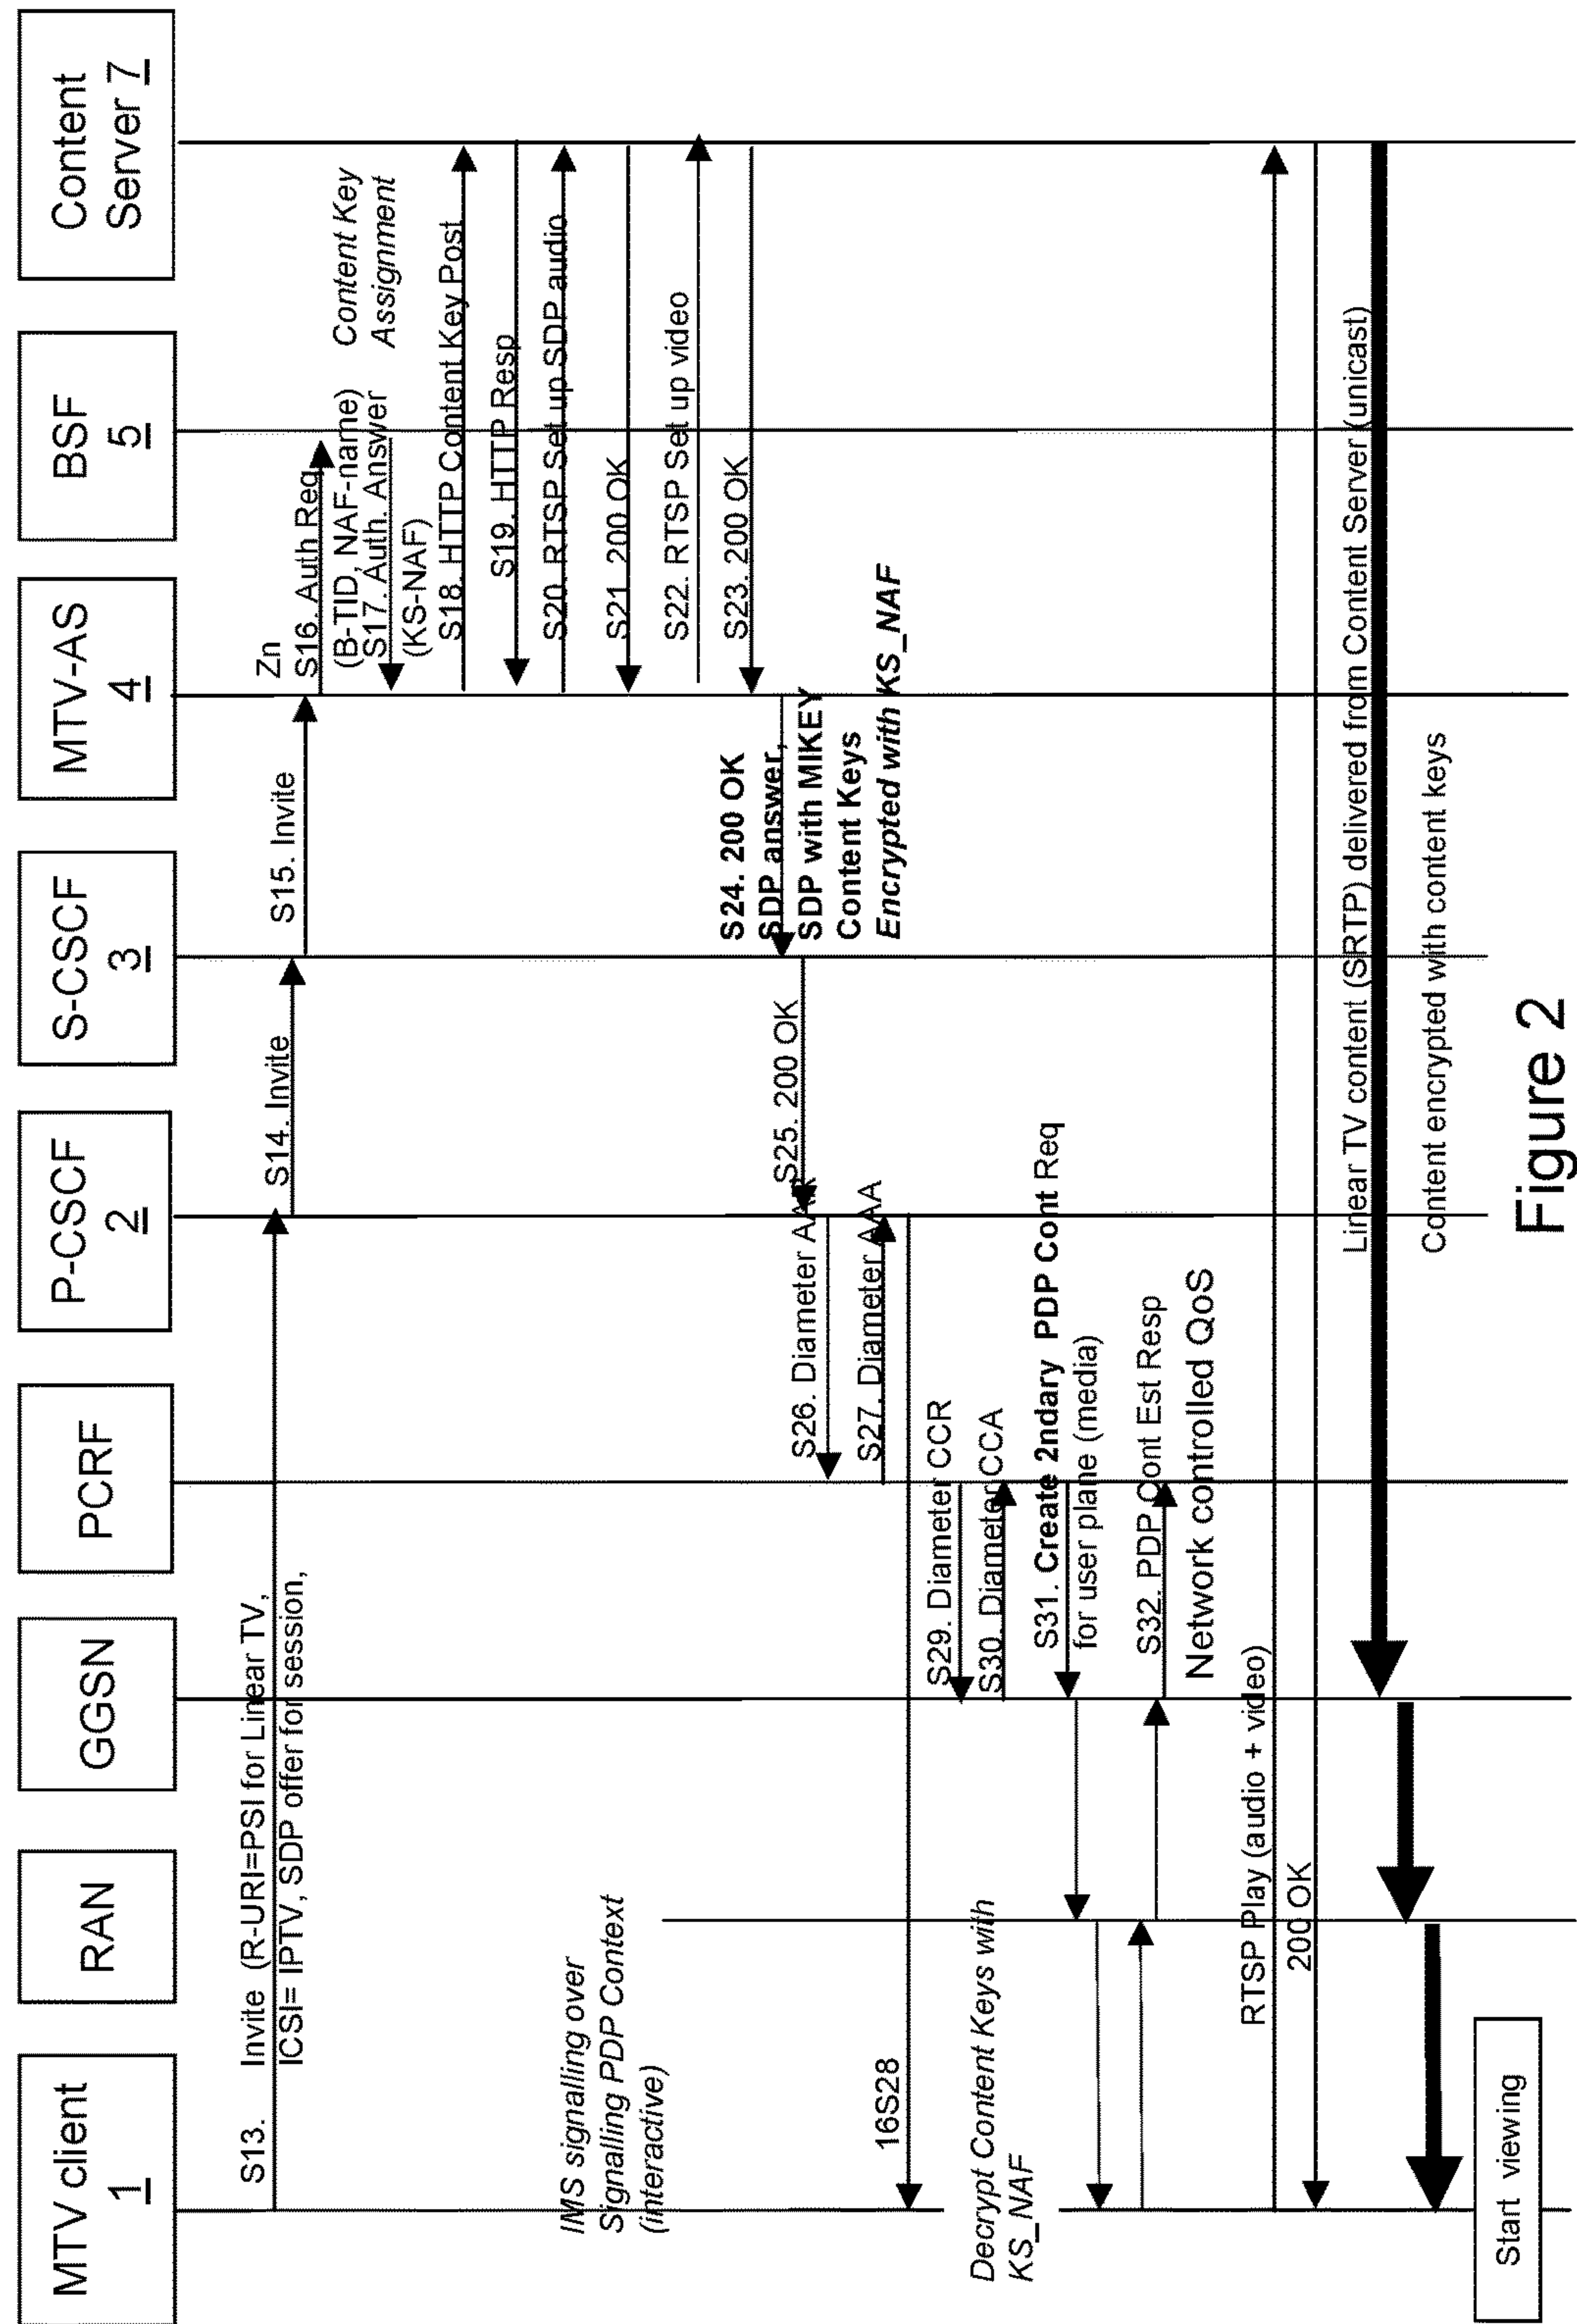 MTV client
1
RAN
GGSN
PCRF
P-CSCF
2
S-CSCF
3
MTV-AS
4
BSF
5
Content
Server 7
S13. Invite (R-URI=PSI for Linear TV,
ICSI= IPTV, SDP offer for session,
S14. Invite
S15. Invite
Zn
S16. Auth Req
(B-TID, NAF-name)
S17. Auth. Answer
(KS-NAF)
Content Key
Assignment
S18. HTTP Content Key Post
S19. HTTP Resp
S20. RTSP Set up SDP audio
S21. 200 OK
S22. RTSP Set up video
S23. 200 OK
IMS signalling over
Signalling PDP Context
(interactive)
S24. 200 OK
SDP answer,
SDP with MIKEY
Content Keys
Encrypted with KS_NAF
S25. 200 OK
S26. Diameter AAR
S27. Diameter AAA
16S28
S29. Diameter CCR
S30. Diameter CCA
Decrypt Content Keys with
KS_NAF
S31. Create 2ndary PDP Cont Req
for user plane (media)
S32. PDP Cont Est Resp
Network controlled QoS
RTSP Play (audio + video)
200 OK
Linear TV content (SRTP) delivered from Content Server (unicast)
Content encrypted with content keys
Start viewing
Figure 2